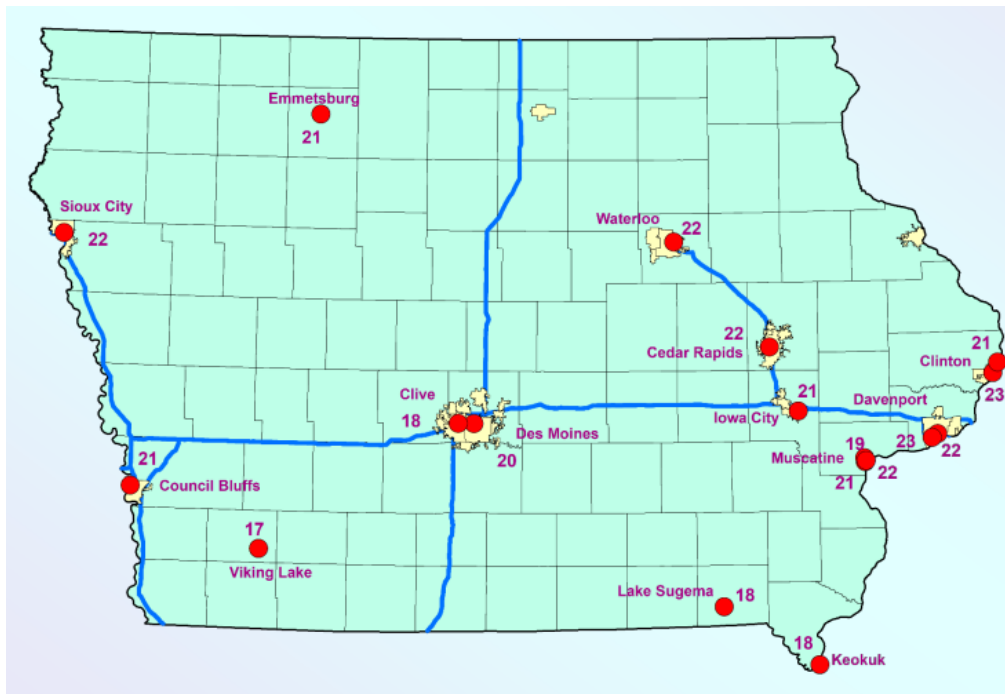 Emmetsburg
21
Sioux City
22
Waterloo
22
22
Cedar Rapids
21
Clinton
23
Clive
18
Des Moines
20
21
Iowa City
Davenport
23
22
19
Muscatine
21
22
21
Council Bluffs
17
Viking Lake
Lake Sugema
18
18
Keokuk